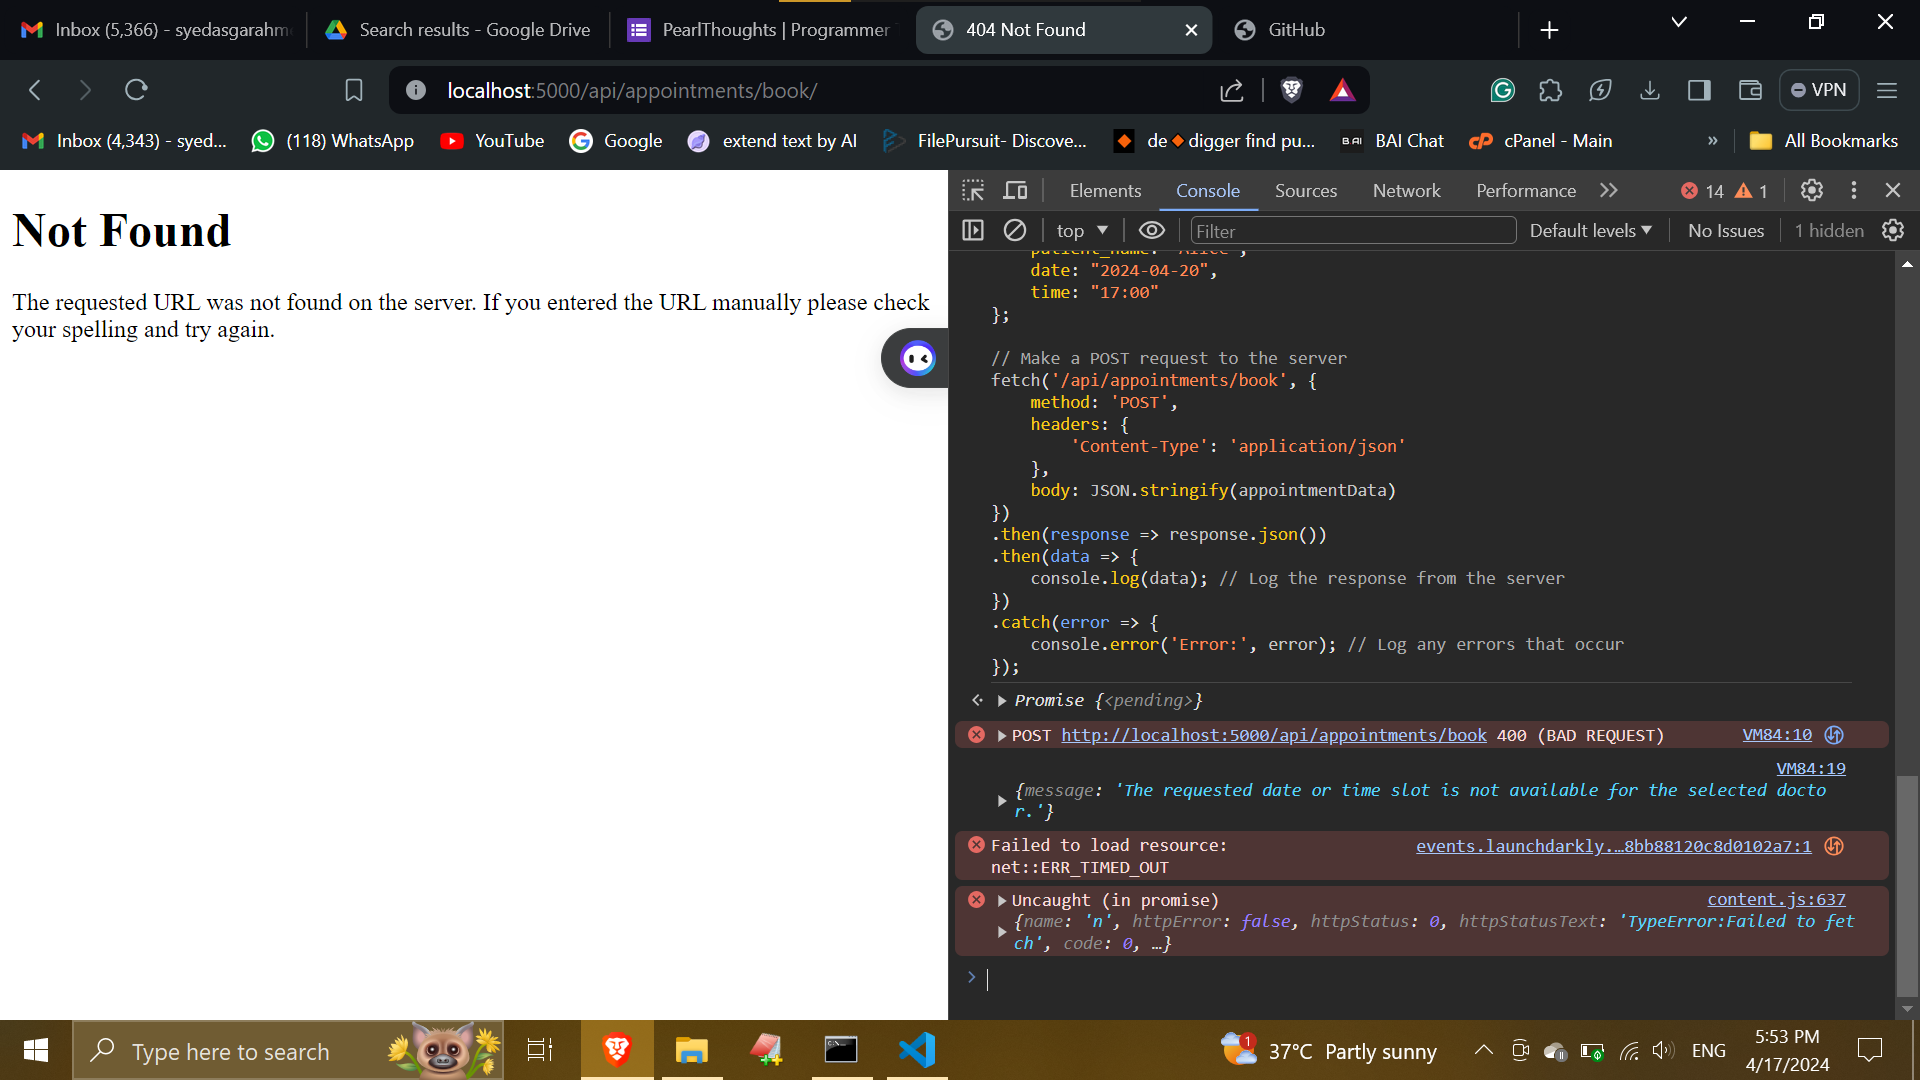 Inbox (5,366) - syedasgarahm
Search results - Google Drive
PearlThoughts | Programmer
404 Not Found
GitHub
localhost:5000/api/appointments/book/
VPN
Inbox (4,343) - syed...
(118) WhatsApp
YouTube
Google
extend text by AI
FilePursuit- Discove...
de digger find pu...
B AI
BAI Chat
cPanel - Main
»
All Bookmarks
Not Found
The requested URL was not found on the server. If you entered the URL manually please check
your spelling and try again.
Elements
Console
Sources
Network
Performance
14
1
top
Filter
Default levels
No Issues
1 hidden
patient_name: "Alice",
date: "2024-04-20",
time: "17:00"
};
// Make a POST request to the server
fetch('/api/appointments/book', {
method: 'POST',
headers: {
'Content-Type': 'application/json'
},
body: JSON.stringify(appointmentData)
})
.then(response => response.json())
.then(data => {
console.log(data); // Log the response from the server
})
.catch(error => {
console.error('Error:', error); // Log any errors that occur
});
Promise {<pending>}
POST http://localhost:5000/api/appointments/book 400 (BAD REQUEST)
VM84:10
VM84:19
{message: 'The requested date or time slot is not available for the selected docto
r.'}
Failed to load resource:
events.launchdarkly.…8bb88120c8d0102a7:1
net::ERR_TIMED_OUT
Uncaught (in promise)
content.js:637
{name: 'n', httpError: false, httpStatus: 0, httpStatusText: 'TypeError:Failed to fet
ch', code: 0, …}
>
Type here to search
1
37°C Partly sunny
ENG
5:53 PM
4/17/2024